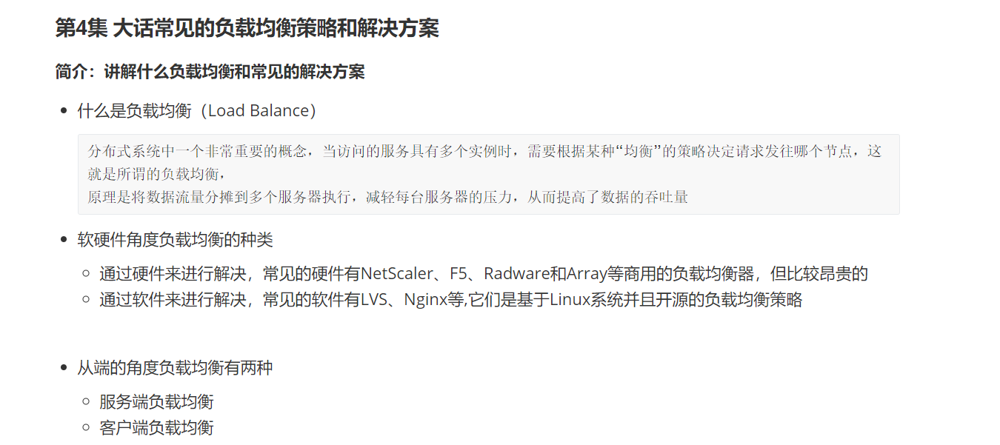 第4集 大话常见的负载均衡策略和解决方案
简介：讲解什么负载均衡和常见的解决方案
什么是负载均衡（Load Balance）
分布式系统中一个非常重要的概念，当访问的服务具有多个实例时，需要根据某种“均衡”的策略决定请求发往哪个节点，这
就是所谓的负载均衡，
原理是将数据流量分摊到多个服务器执行，减轻每台服务器的压力，从而提高了数据的吞吐量
软硬件角度负载均衡的种类
通过硬件来进行解决，常见的硬件有NetScaler、F5、Radware和Array等商用的负载均衡器，但比较昂贵的
通过软件来进行解决，常见的软件有LVS、Nginx等,它们是基于Linux系统并且开源的负载均衡策略
从端的角度负载均衡有两种
服务端负载均衡
客户端负载均衡